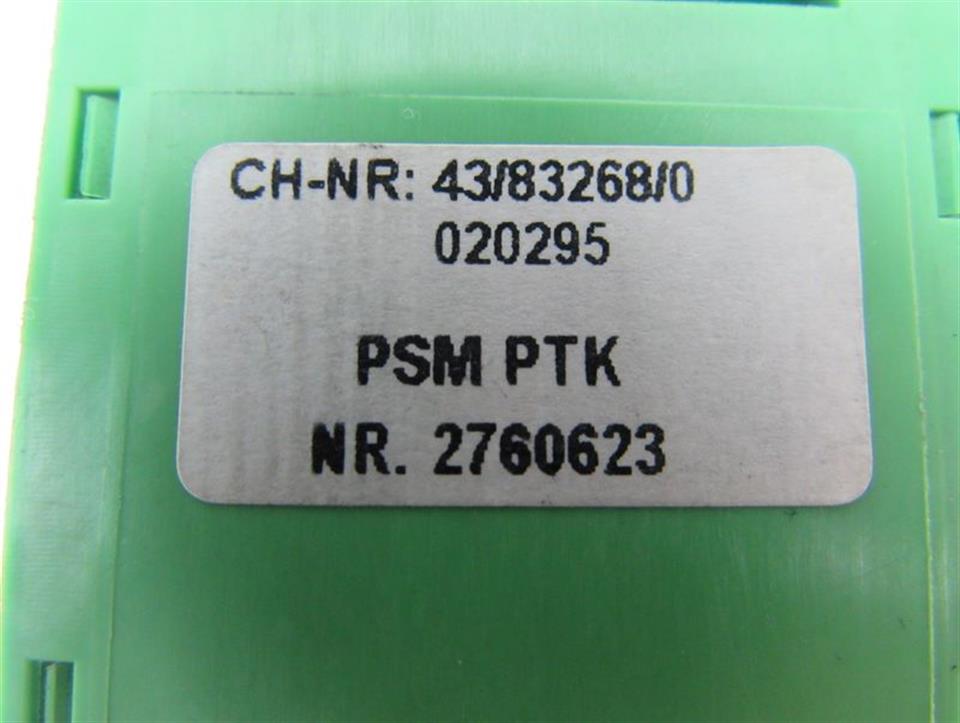 CH-NR: 43/83268/0
020295
PSM PTK
NR. 2760623